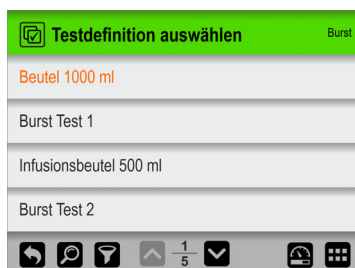 Testdefinition auswählen
Burst
Beutel 1000 ml
Burst Test 1
Infusionsbeutel 500 ml
Burst Test 2
1
5